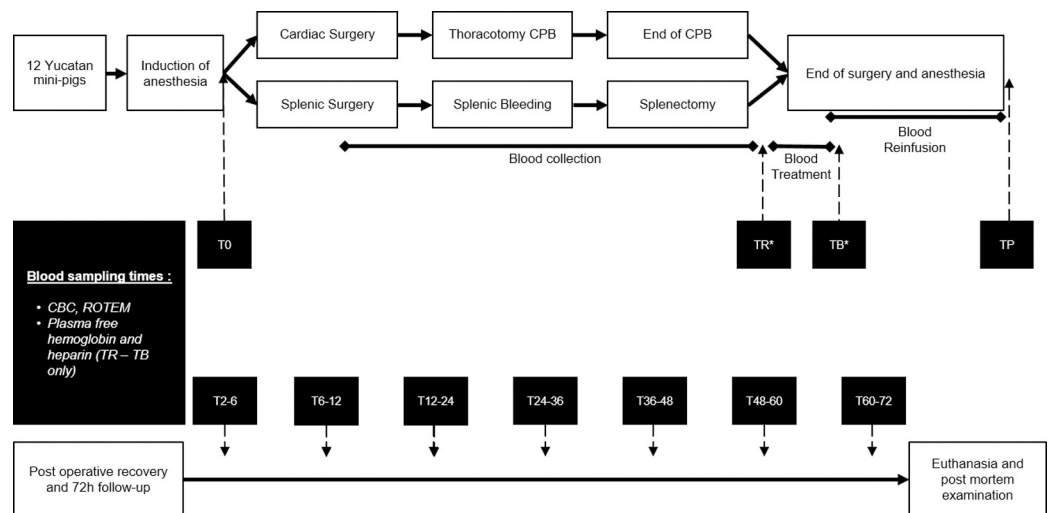 12 Yucatan
mini-pigs
Induction of
anesthesia
Cardiac Surgery
Thoracotomy CPB
End of CPB
Splenic Surgery
Splenic Bleeding
Splenectomy
End of surgery and anesthesia
Blood collection
Blood
Treatment
Blood
Reinfusion
T0
TR*
TB*
TP
Blood sampling times :
• CBC, ROTEM
• Plasma free
hemoglobin and
heparin (TR – TB
only)
T2-6
T6-12
T12-24
T24-36
T36-48
T48-60
T60-72
Post operative recovery
and 72h follow-up
Euthanasia and
post mortem
examination